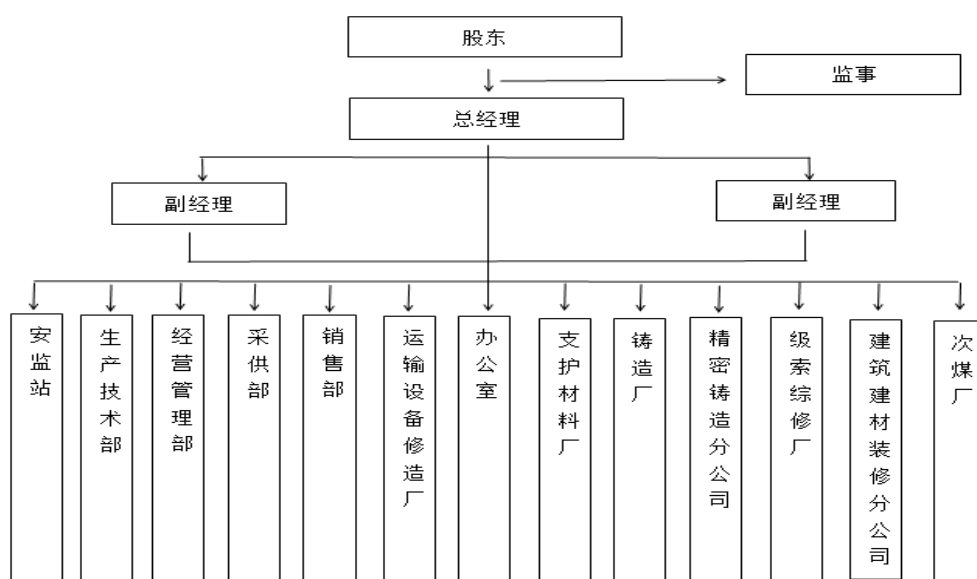 股东
监事
总经理
副经理
副经理
安监站
生产技术部
经营管理部
采供部
销售部
运输设备修造厂
办公室
支护材料厂
铸造厂
精密铸造分公司
级索综修厂
建筑建材装修分公司
次煤厂